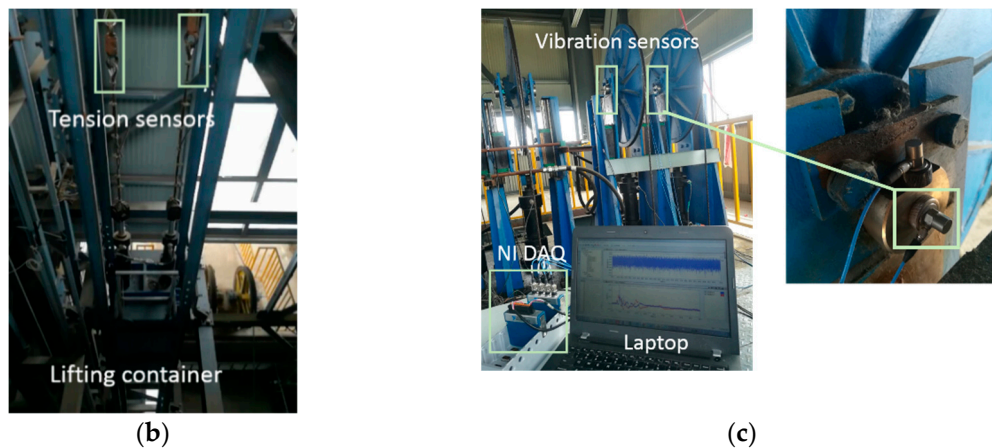 Tension sensors
Lifting container
(b)
Vibration sensors
NI DAQ
Laptop
(c)